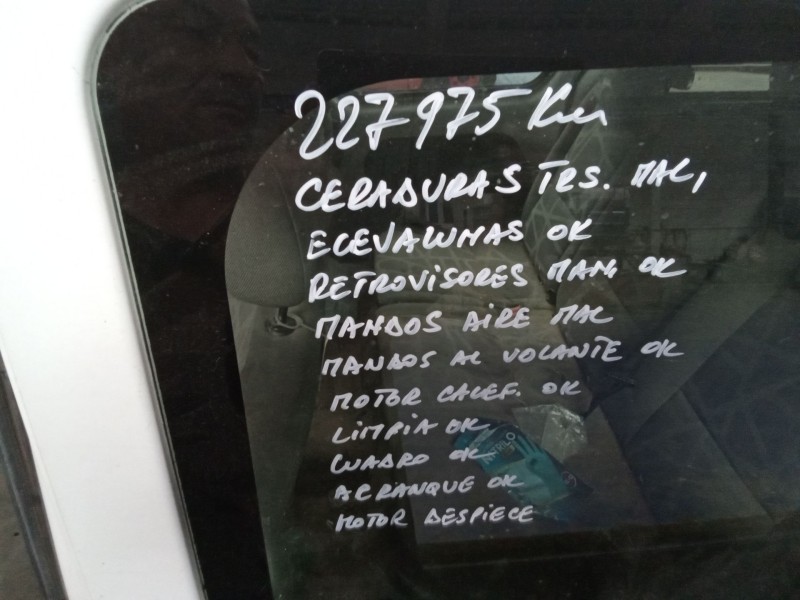 227975 Km
CERADURAS TRS. MAL,
ELEVALUNAS OK
RETROVISORES MAN, OK
MANDOS AIRE MAL
MANDOS AL VOLANTE OK
MOTOR CALEF. OK
LIMPIA OK
CUADRO OK
ARRANQUE OK
MOTOR DESPIECE
NITRILO